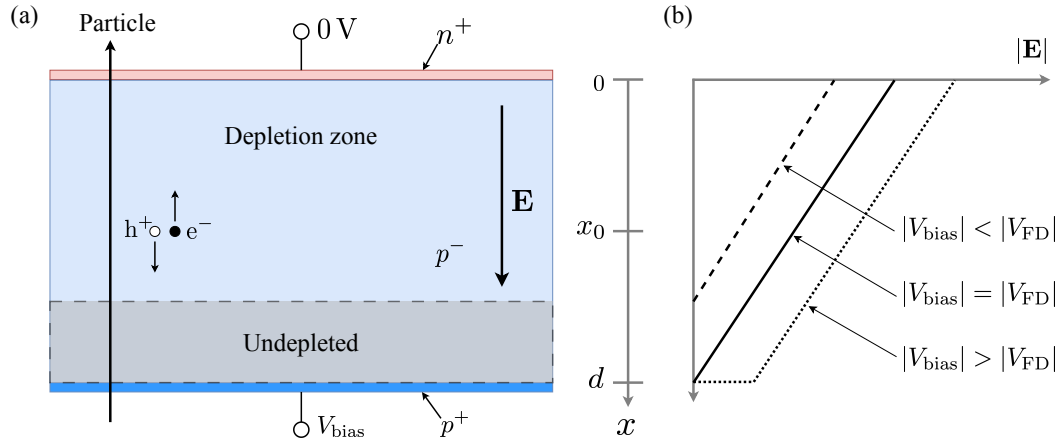 (a)
Particle
0 V
n⁺
Depletion zone
E
h⁺
e⁻
p⁻
Undepleted
V_bias
p⁺
0
x₀
d
x
(b)
|E|
|V_bias| < |V_FD|
|V_bias| = |V_FD|
|V_bias| > |V_FD|